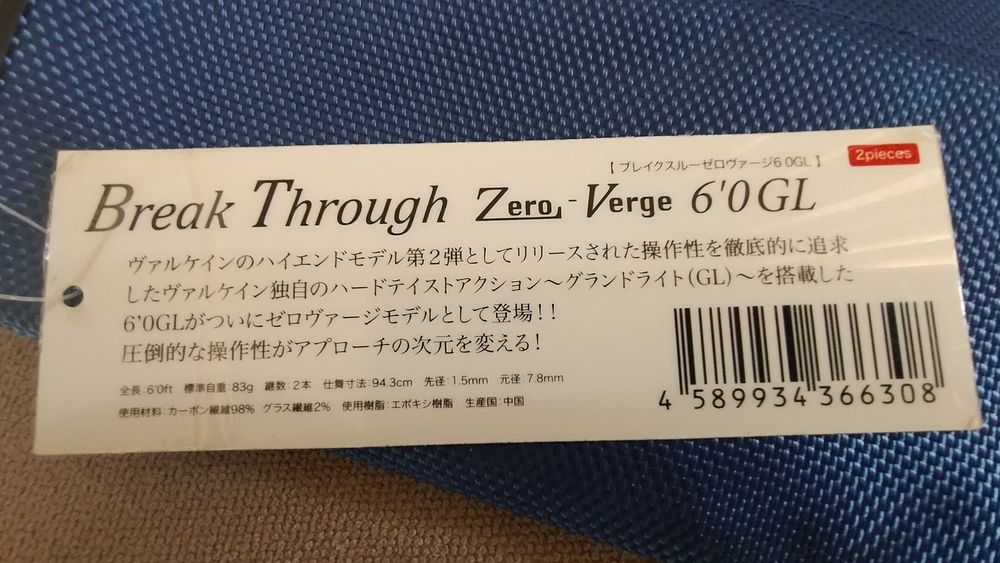 【 ブレイクスルーゼロヴァージ6 0GL 】 2pieces
Break Through Zero-Verge 6'0GL
ヴァルケインのハイエンドモデル第2弾としてリリースされた操作性を徹底的に追求
したヴァルケイン独自のハードテイストアクション～グランドライト(GL)～を搭載した
6'0GLがついにゼロヴァージモデルとして登場!!
圧倒的な操作性がアプローチの次元を変える!
全長:6'0ft 標準自重:83g 継数:2本 仕舞寸法:94.3cm 先径:1.5mm 元径:7.8mm
使用材料:カーボン繊維98% グラス繊維2% 使用樹脂:エポキシ樹脂 生産国:中国
4 589934 366308